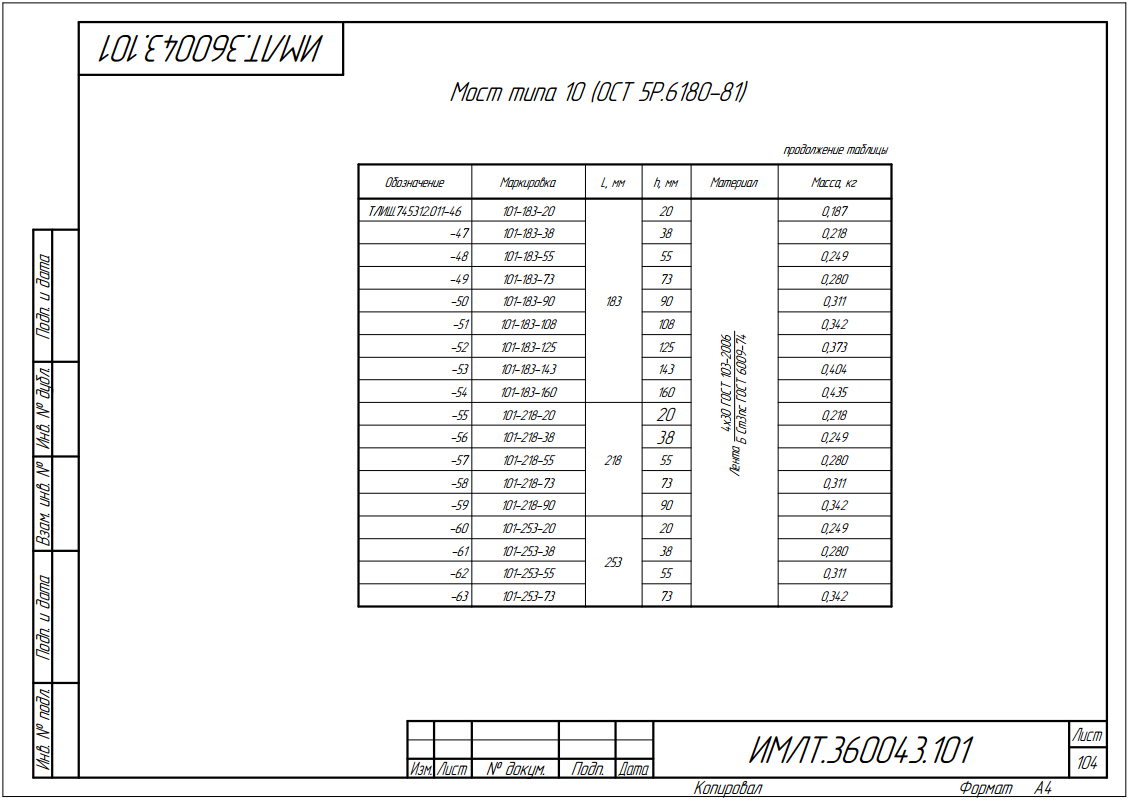 ИМЛТ.360043.101
Мост типа 10 (ОСТ 5Р.6180-81)
продолжение таблицы
Обозначение Маркировка L, мм h, мм Материал Масса, кг
ТЛИЩ.745312.011-46 101-183-20 20 0,187
-47 101-183-38 38 0,218
-48 101-183-55 55 0,249
-49 101-183-73 73 0,280
-50 101-183-90 183 90 0,311
-51 101-183-108 108 0,342
-52 101-183-125 125 0,373
-53 101-183-143 143 0,404
-54 101-183-160 160 0,435
-55 101-218-20 20 0,218
-56 101-218-38 38 0,249
-57 101-218-55 218 55 0,280
-58 101-218-73 73 0,311
-59 101-218-90 90 0,342
-60 101-253-20 20 0,249
-61 101-253-38 38 0,280
-62 101-253-55 253 55 0,311
-63 101-253-73 73 0,342
4х30 ГОСТ 103-2006
Лента
Б Ст3пс ГОСТ 6009-74
Подп. и дата
Инв. № дубл.
Взам. инв. №
Подп. и дата
Инв. № подл.
Изм. Лист № докум. Подп. Дата
ИМЛТ.360043.101
Лист
104
Копировал Формат А4